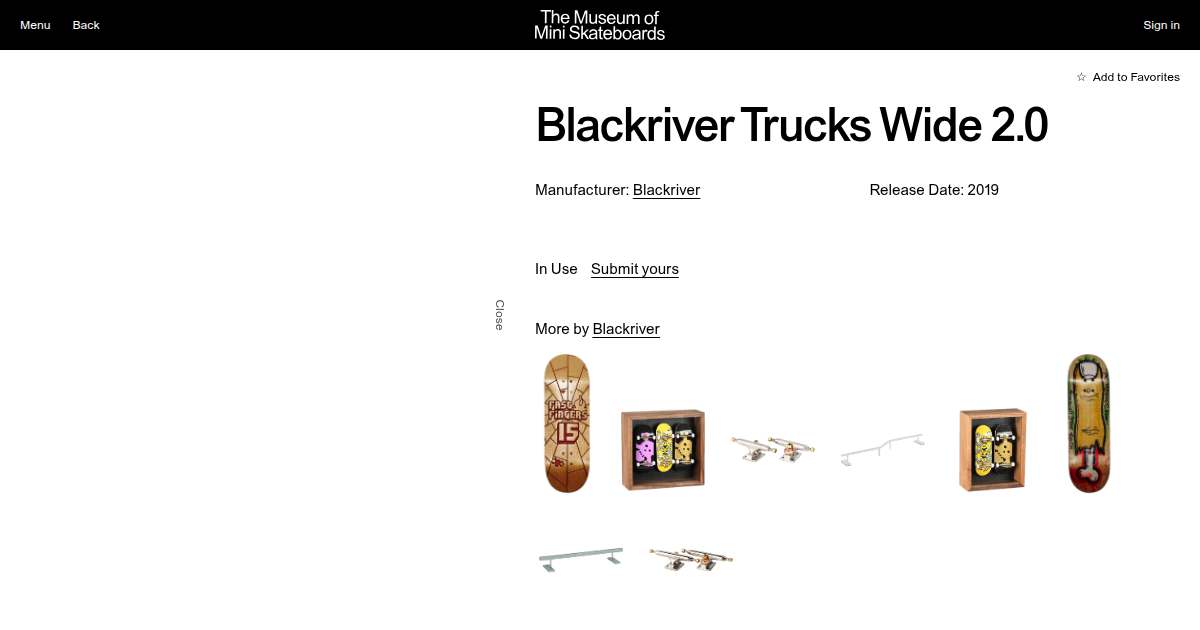 Menu
Back
The Museum of
Mini Skateboards
Sign in
☆ Add to Favorites
Blackriver Trucks Wide 2.0
Manufacturer: Blackriver
Release Date: 2019
In Use
Submit yours
Close
More by Blackriver
FAST
FINGERS
15